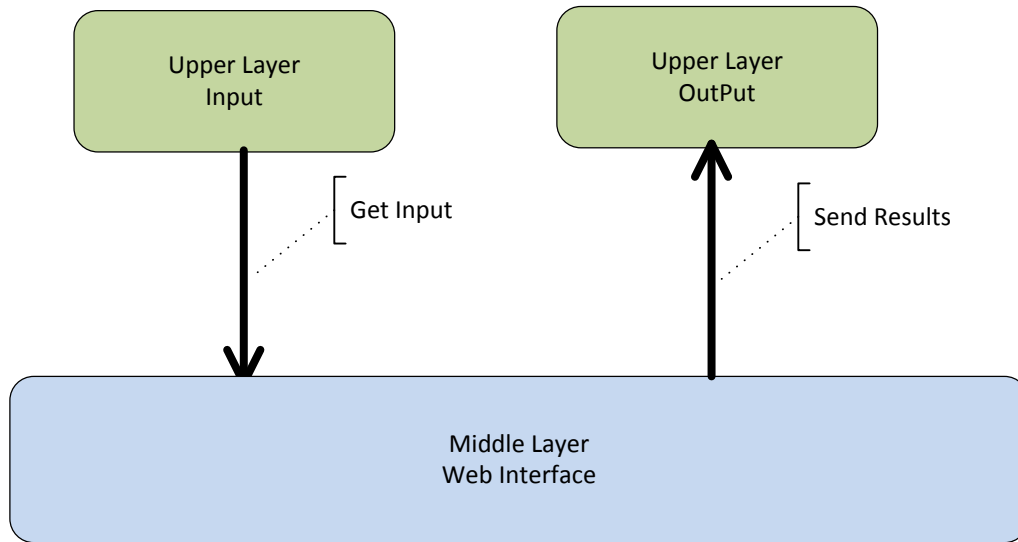 Upper Layer
Input
Upper Layer
OutPut
Get Input
Send Results
Middle Layer
Web Interface